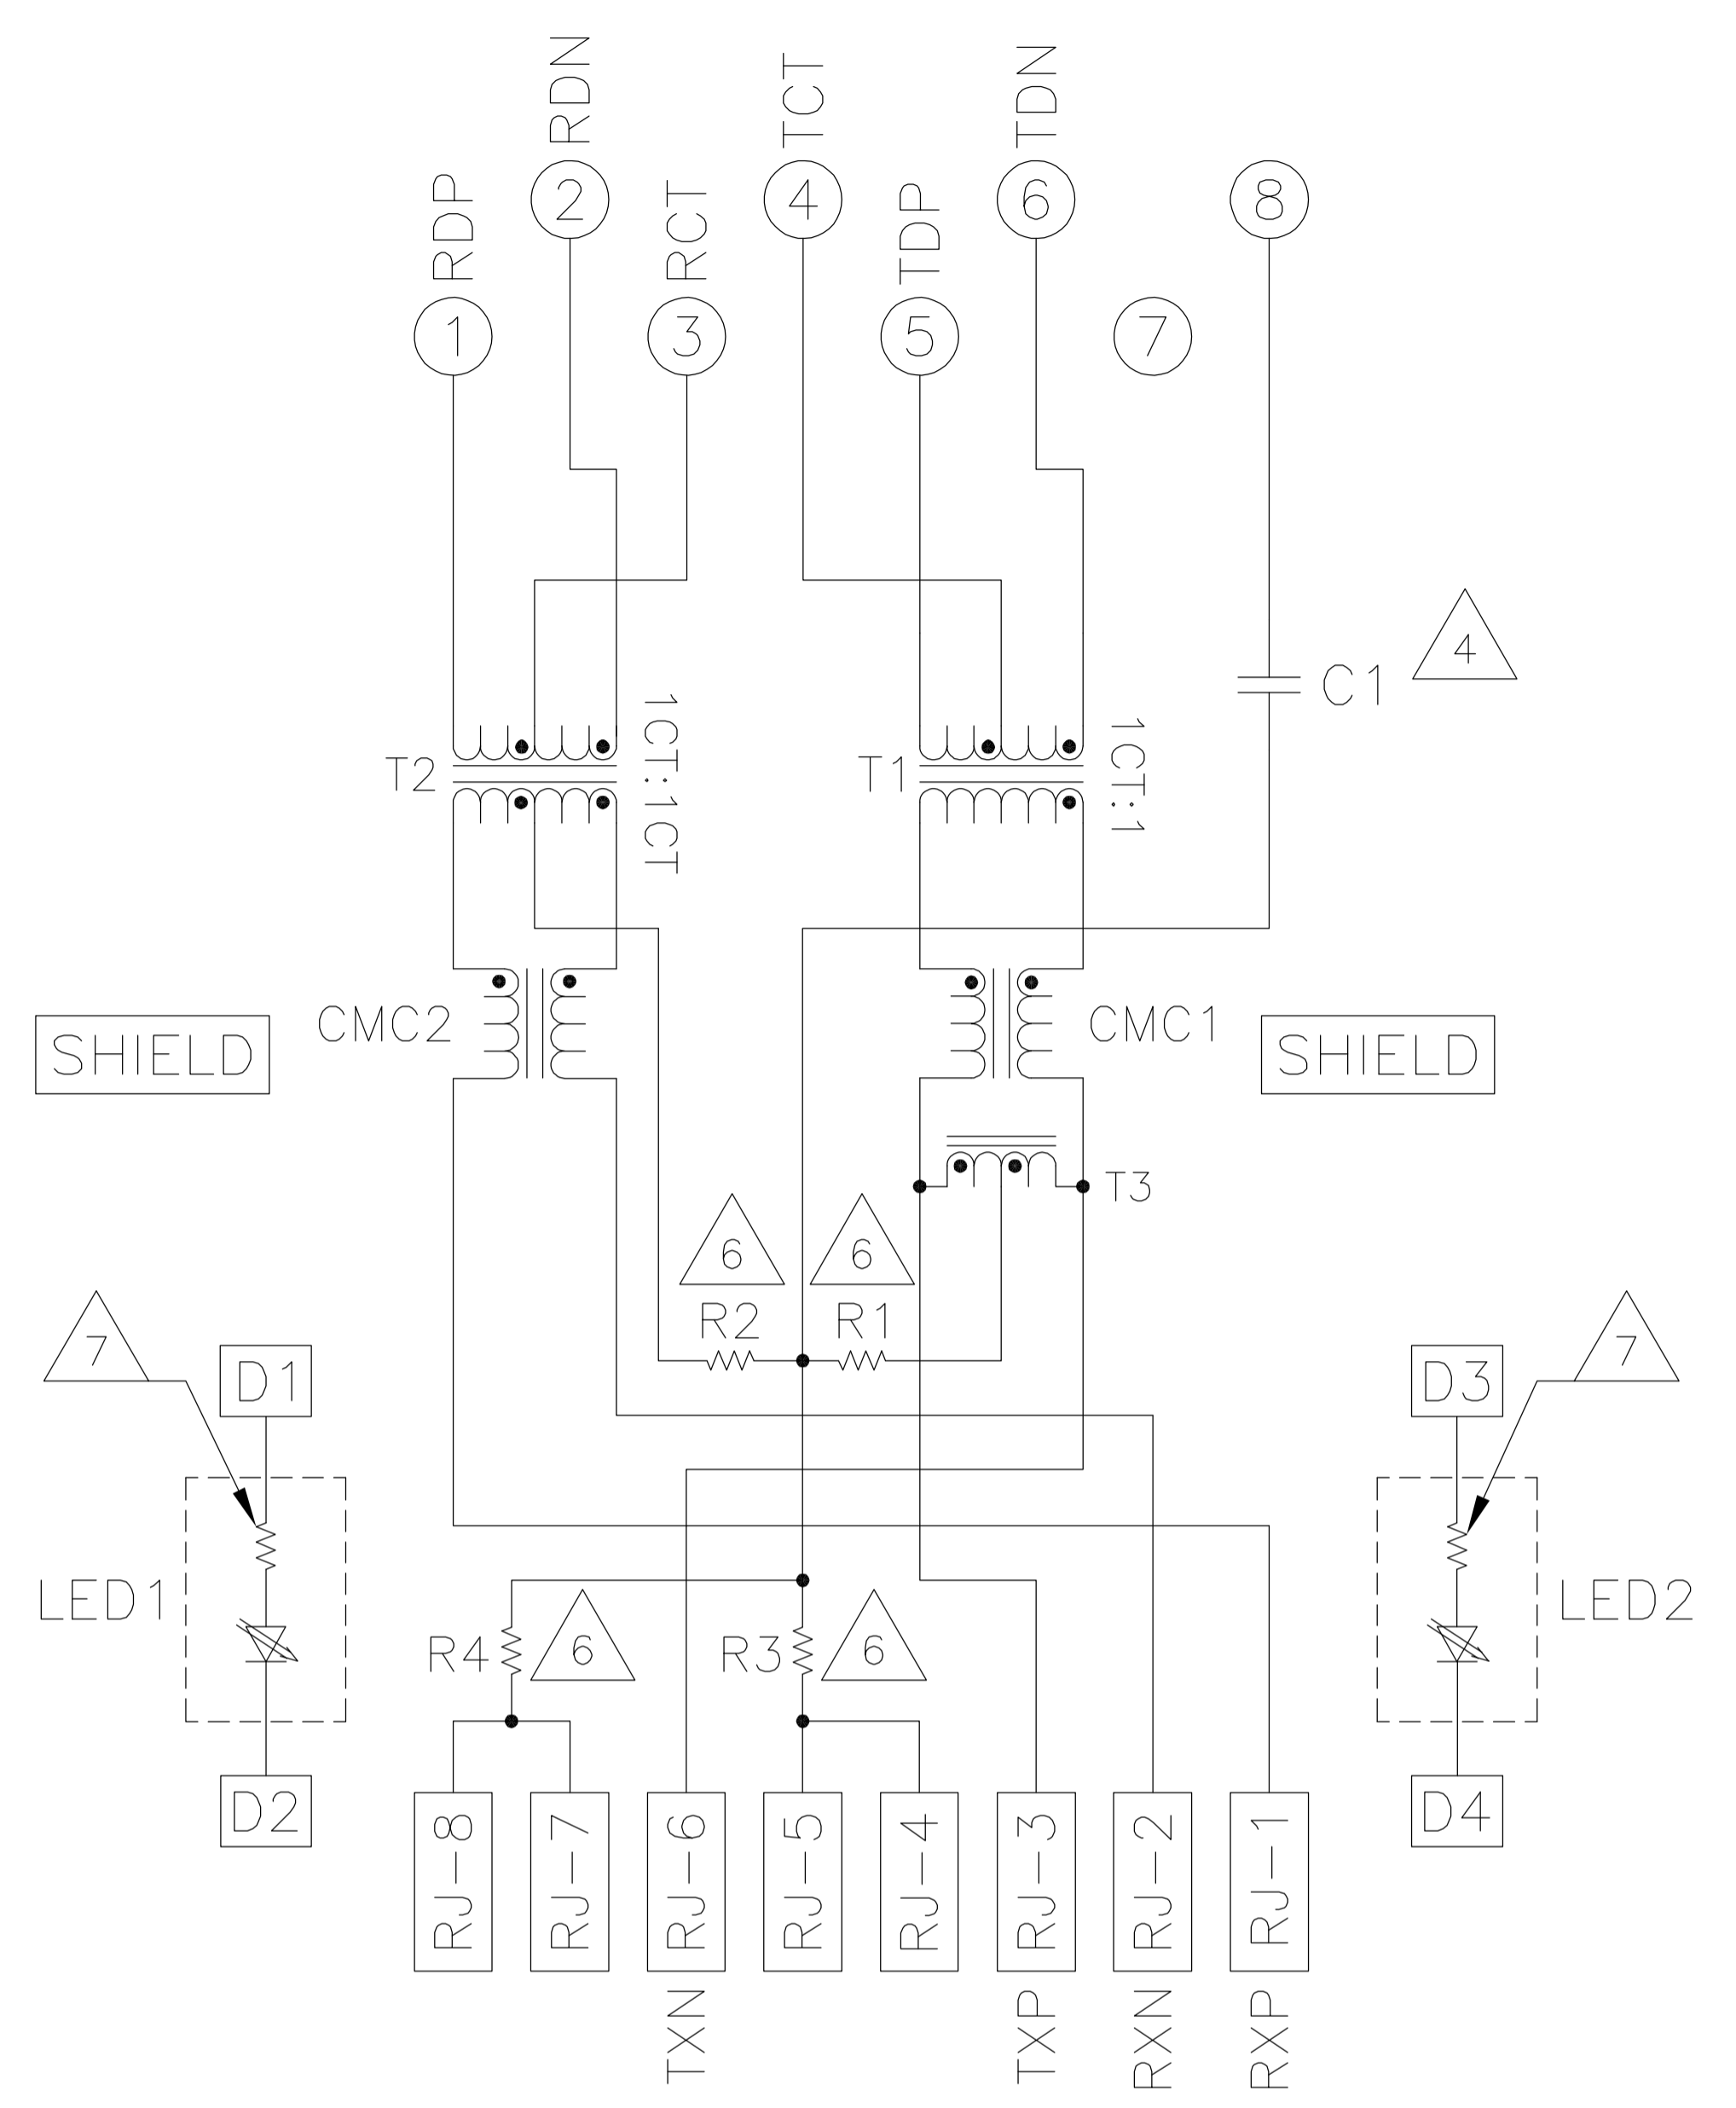 RDN
TCT
TDN
RDP
2
RCT
4
TDP
6
8
1
3
5
7
4
C1
1CT:1CT
1CT:1
T2
T1
SHIELD
CMC2
CMC1
SHIELD
T3
6
6
R2
R1
7
D1
D3
7
LED1
R4
6
R3
6
LED2
D2
D4
RJ-8
RJ-7
RJ-6
RJ-5
RJ-4
RJ-3
RJ-2
RJ-1
TXN
TXP
RXN
RXP